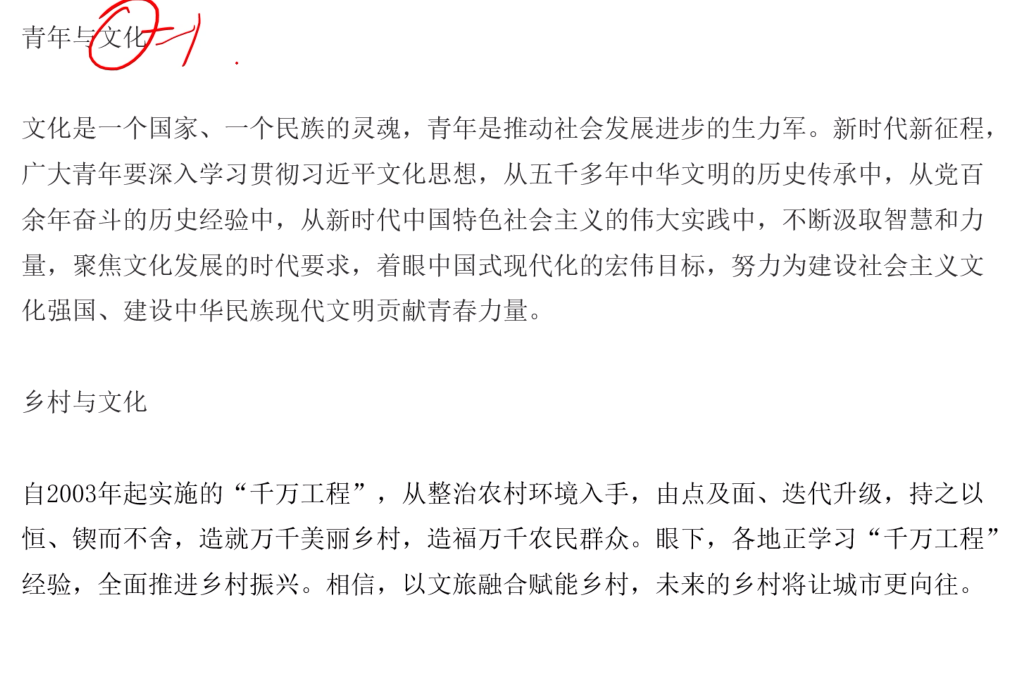 青年与文化
文化是一个国家、一个民族的灵魂，青年是推动社会发展进步的生力军。新时代新征程，
广大青年要深入学习贯彻习近平文化思想，从五千多年中华文明的历史传承中，从党百
余年奋斗的历史经验中，从新时代中国特色社会主义的伟大实践中，不断汲取智慧和力
量，聚焦文化发展的时代要求，着眼中国式现代化的宏伟目标，努力为建设社会主义文
化强国、建设中华民族现代文明贡献青春力量。
乡村与文化
自2003年起实施的“千万工程”，从整治农村环境入手，由点及面、迭代升级，持之以
恒、锲而不舍，造就万千美丽乡村，造福万千农民群众。眼下，各地正学习“千万工程”
经验，全面推进乡村振兴。相信，以文旅融合赋能乡村，未来的乡村将让城市更向往。